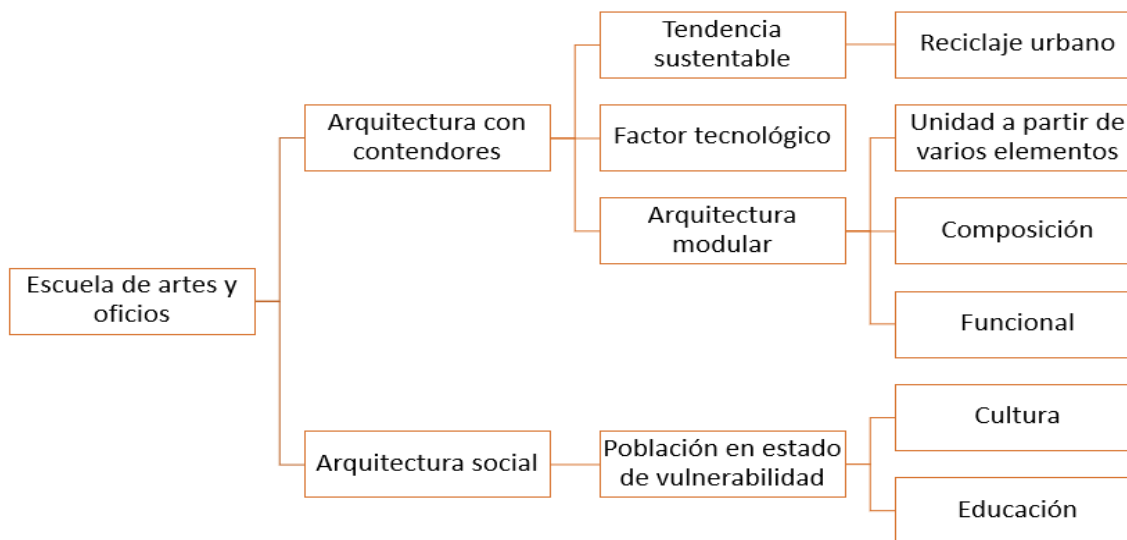 Escuela de artes y
oficios
Arquitectura con
contendores
Tendencia
sustentable
Reciclaje urbano
Factor tecnológico
Arquitectura
modular
Unidad a partir de
varios elementos
Composición
Funcional
Arquitectura social
Población en estado
de vulnerabilidad
Cultura
Educación